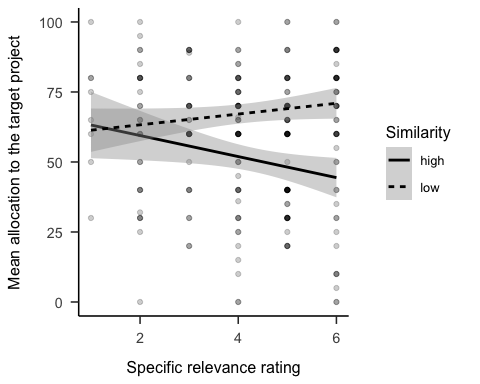 Mean allocation to the target project
100
75
50
25
0
2
4
6
Specific relevance rating
Similarity
high
low